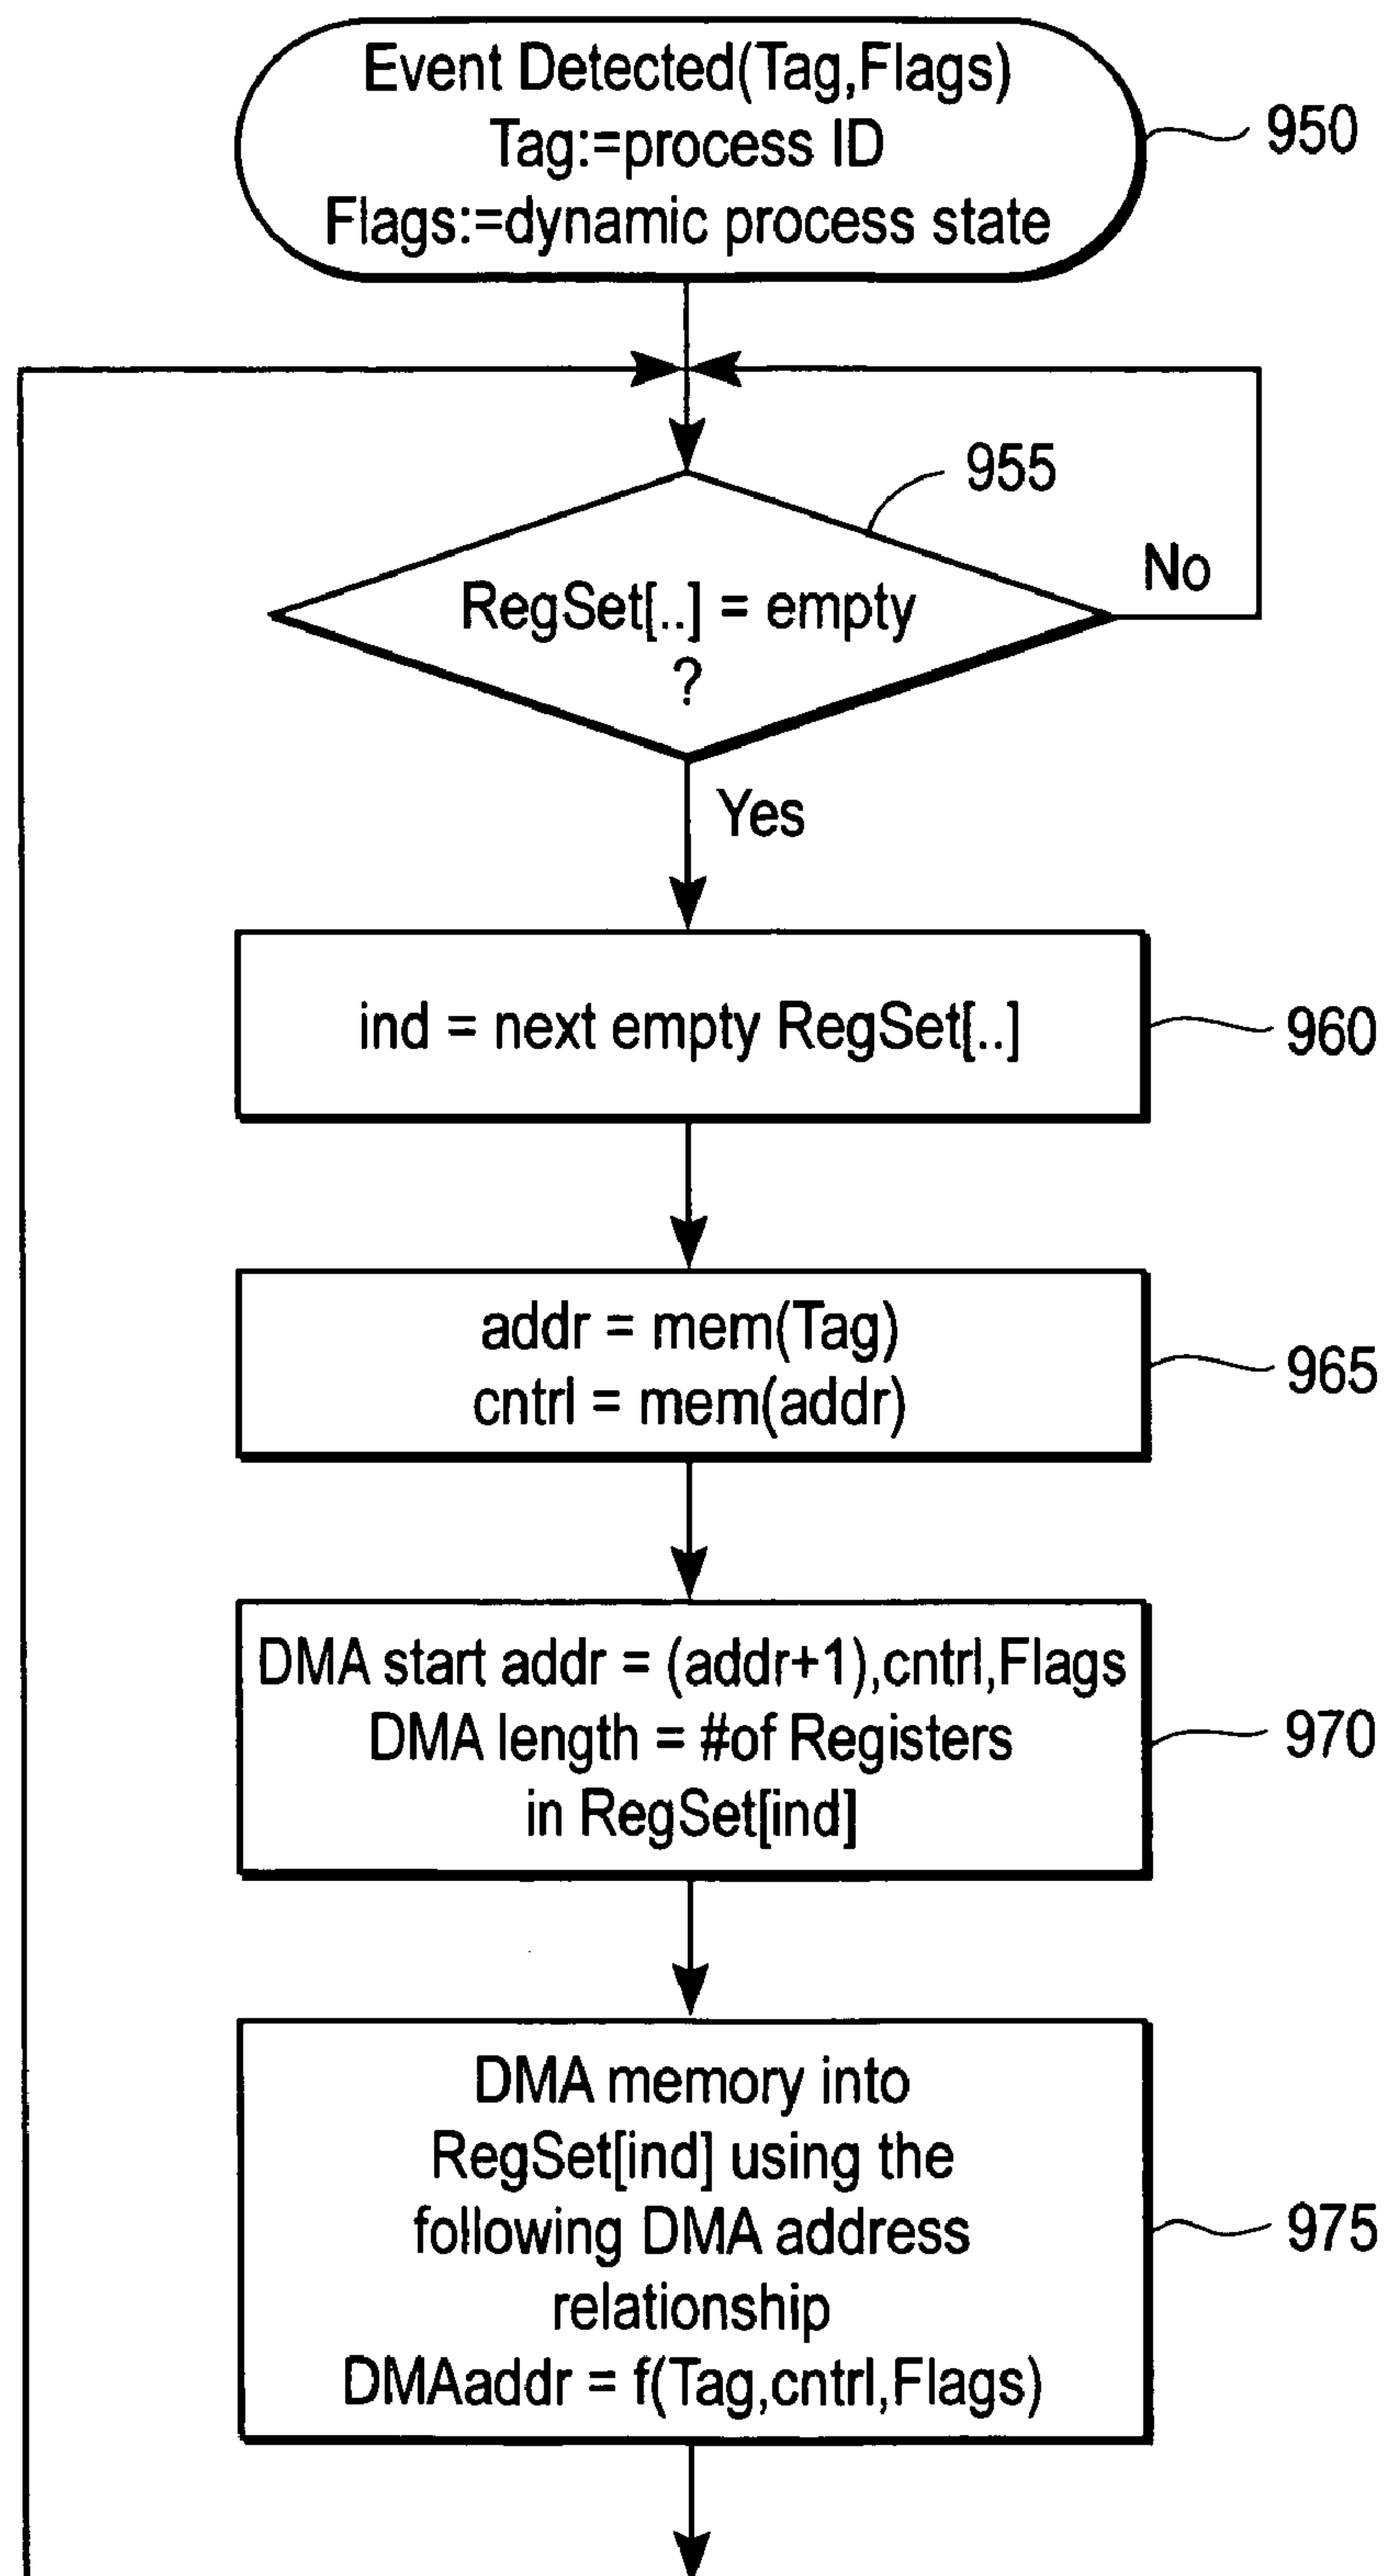 Event Detected(Tag,Flags)
Tag:=process ID
Flags:=dynamic process state
950
955
No
RegSet[..] = empty
?
Yes
ind = next empty RegSet[..]
960
addr = mem(Tag)
cntrl = mem(addr)
965
DMA start addr = (addr+1),cntrl,Flags
DMA length = #of Registers
in RegSet[ind]
970
DMA memory into
RegSet[ind] using the
following DMA address
relationship
DMAaddr = f(Tag,cntrl,Flags)
975